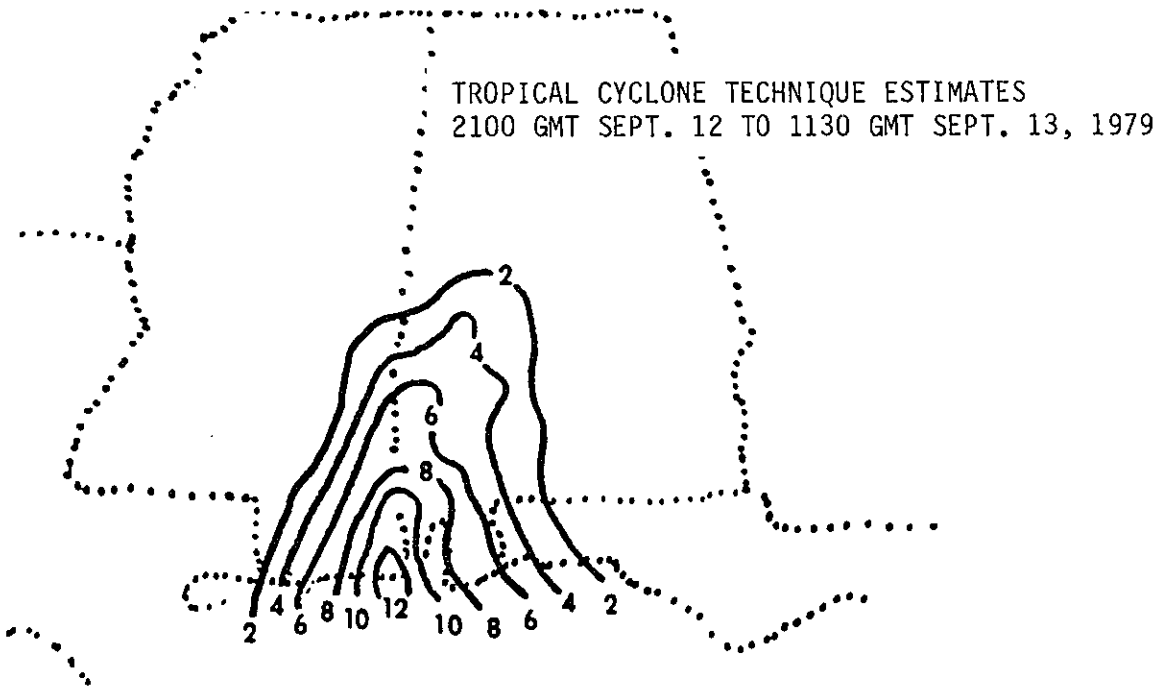 TROPICAL CYCLONE TECHNIQUE ESTIMATES
2100 GMT SEPT. 12 TO 1130 GMT SEPT. 13, 1979
2
4
6
8
2 4 6 8 10 12 10 8 6 4 2